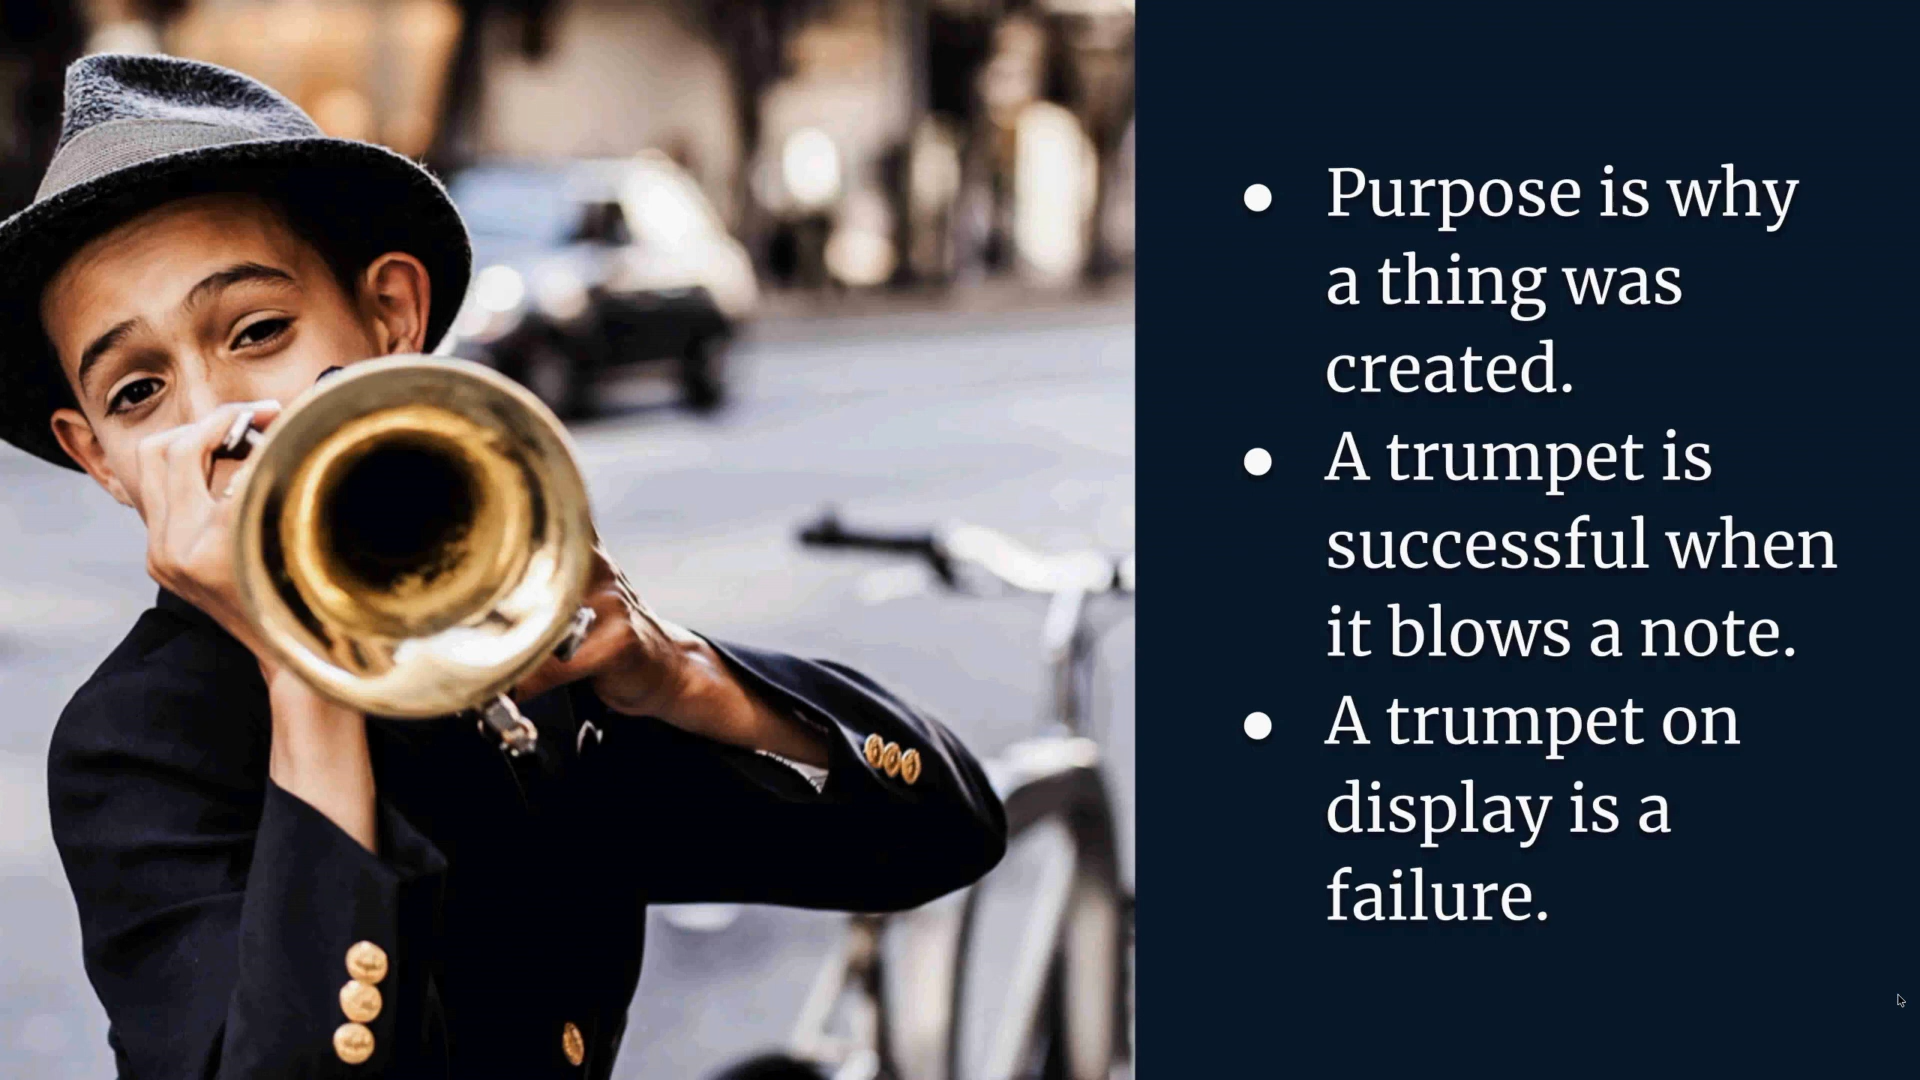 ● Purpose is why
a thing was
created.
● A trumpet is
successful when
it blows a note.
● A trumpet on
display is a
failure.